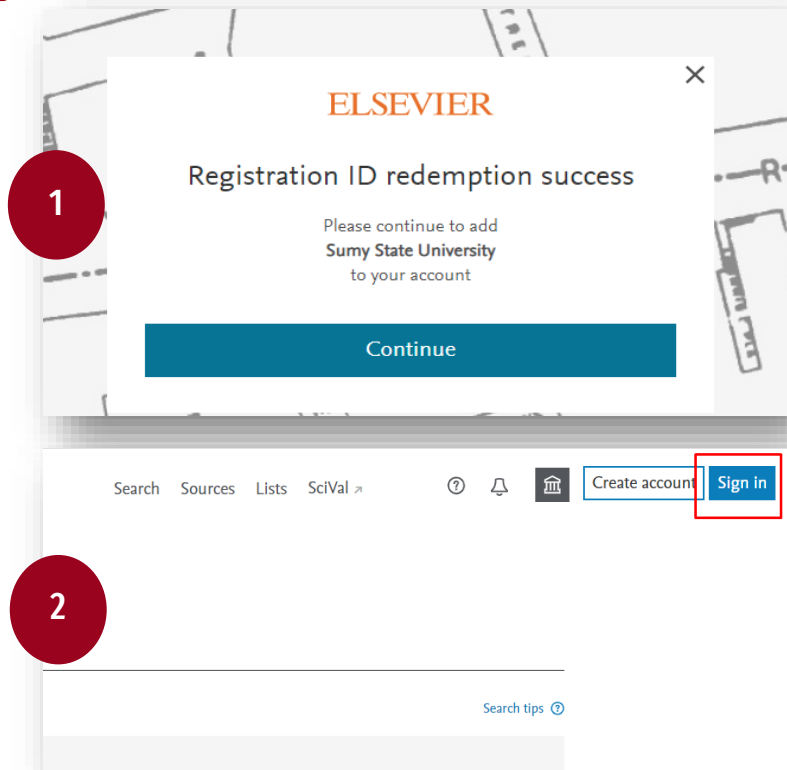 ELSEVIER
Registration ID redemption success
1
Please continue to add
Sumy State University
to your account
R
Continue
Search Sources Lists SciVal ↗ Create account Sign in
2
Search tips